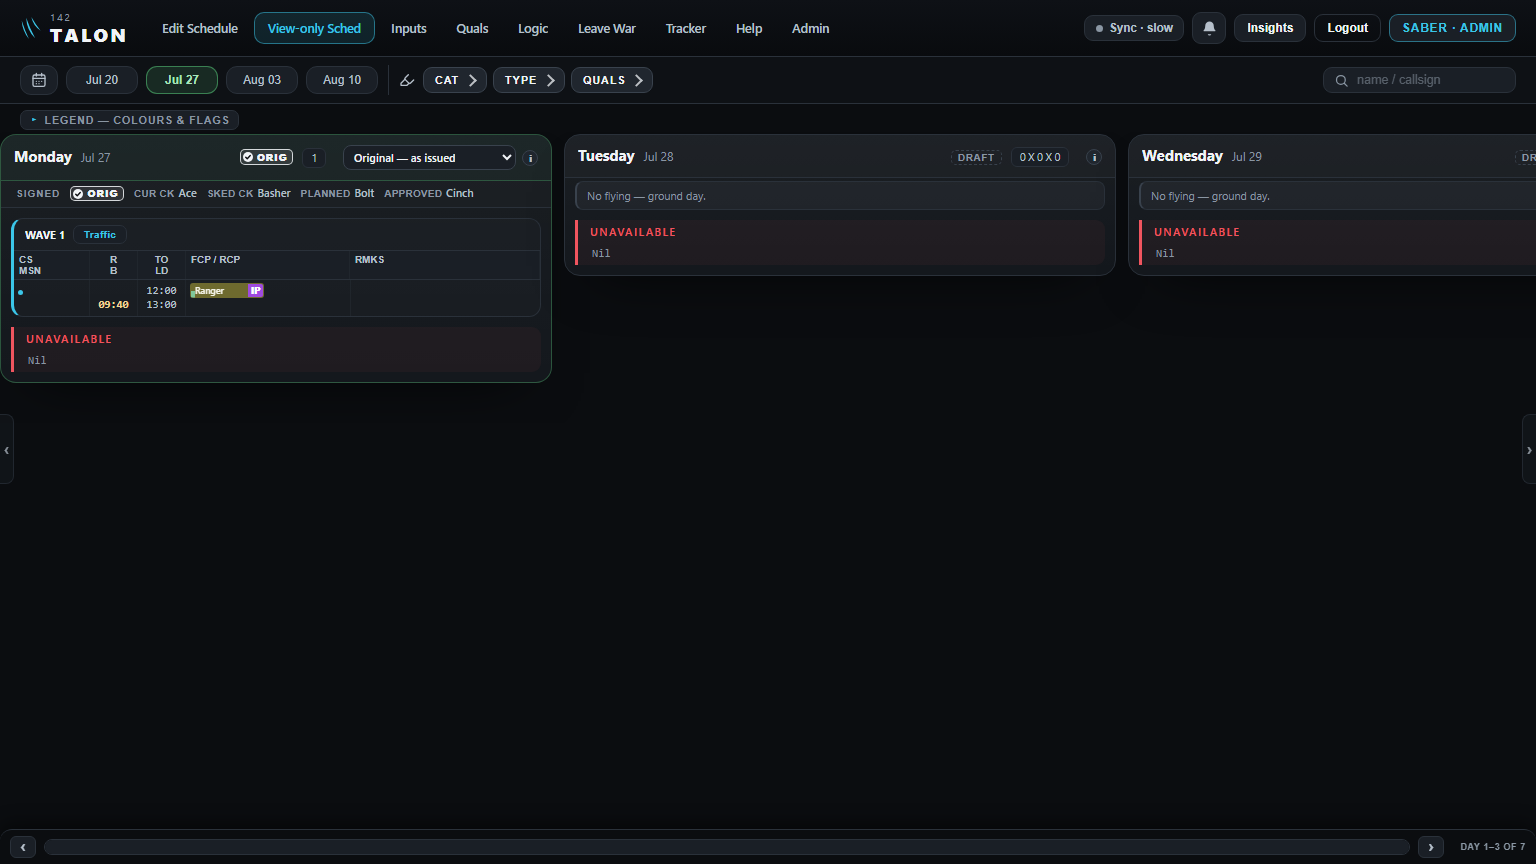 142
TALON
Edit Schedule
View-only Sched
Inputs
Quals
Logic
Leave War
Tracker
Help
Admin
Sync · slow
Insights
Logout
SABER · ADMIN
Jul 20
Jul 27
Aug 03
Aug 10
CAT
TYPE
QUALS
name / callsign
LEGEND — COLOURS & FLAGS
Monday Jul 27
ORIG
1
Original — as issued
i
SIGNED ORIG CUR CK Ace SKED CK Basher PLANNED Bolt APPROVED Cinch
WAVE 1 Traffic
CS
MSN
R
B
TO
LD
FCP / RCP
RMKS
09:40
12:00
13:00
Ranger IP
UNAVAILABLE
Nil
Tuesday Jul 28
DRAFT
0X0X0
i
No flying — ground day.
UNAVAILABLE
Nil
Wednesday Jul 29
DR
No flying — ground day.
UNAVAILABLE
Nil
DAY 1–3 OF 7